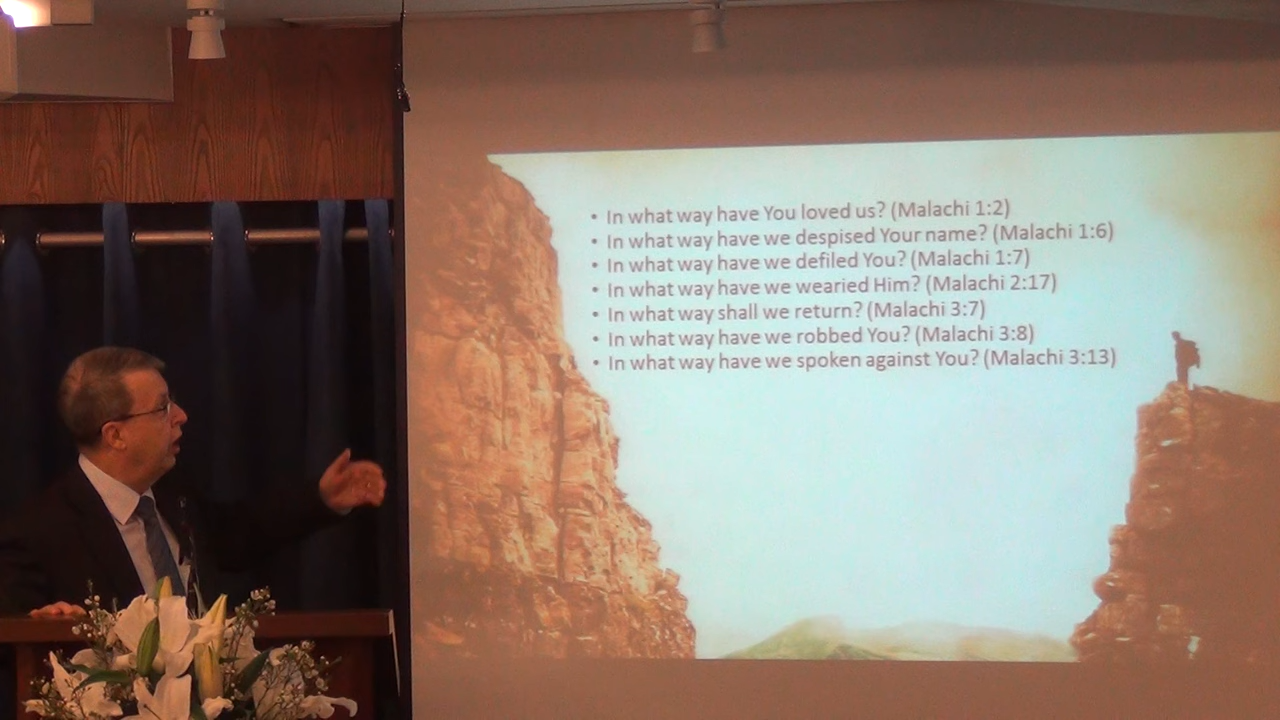 • In what way have You loved us? (Malachi 1:2)
• In what way have we despised Your name? (Malachi 1:6)
• In what way have we defiled You? (Malachi 1:7)
• In what way have we wearied Him? (Malachi 2:17)
• In what way shall we return? (Malachi 3:7)
• In what way have we robbed You? (Malachi 3:8)
• In what way have we spoken against You? (Malachi 3:13)